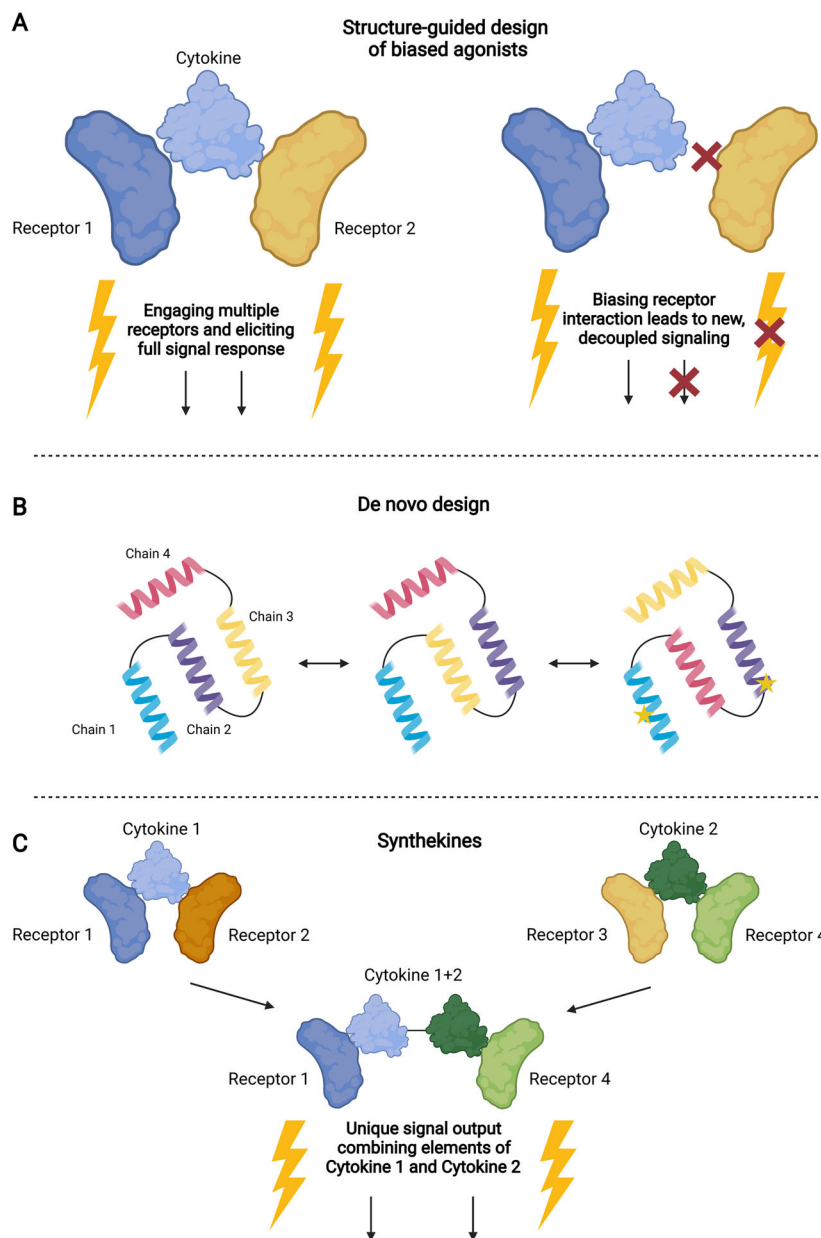 A
Structure-guided design
of biased agonists
Cytokine
Receptor 1
Receptor 2
Engaging multiple
receptors and eliciting
full signal response
Biasing receptor
interaction leads to new,
decoupled signaling
B
De novo design
Chain 4
Chain 3
Chain 1
Chain 2
C
Synthekines
Cytokine 1
Cytokine 2
Receptor 1
Receptor 2
Receptor 3
Receptor 4
Cytokine 1+2
Receptor 1
Receptor 4
Unique signal output
combining elements of
Cytokine 1 and Cytokine 2